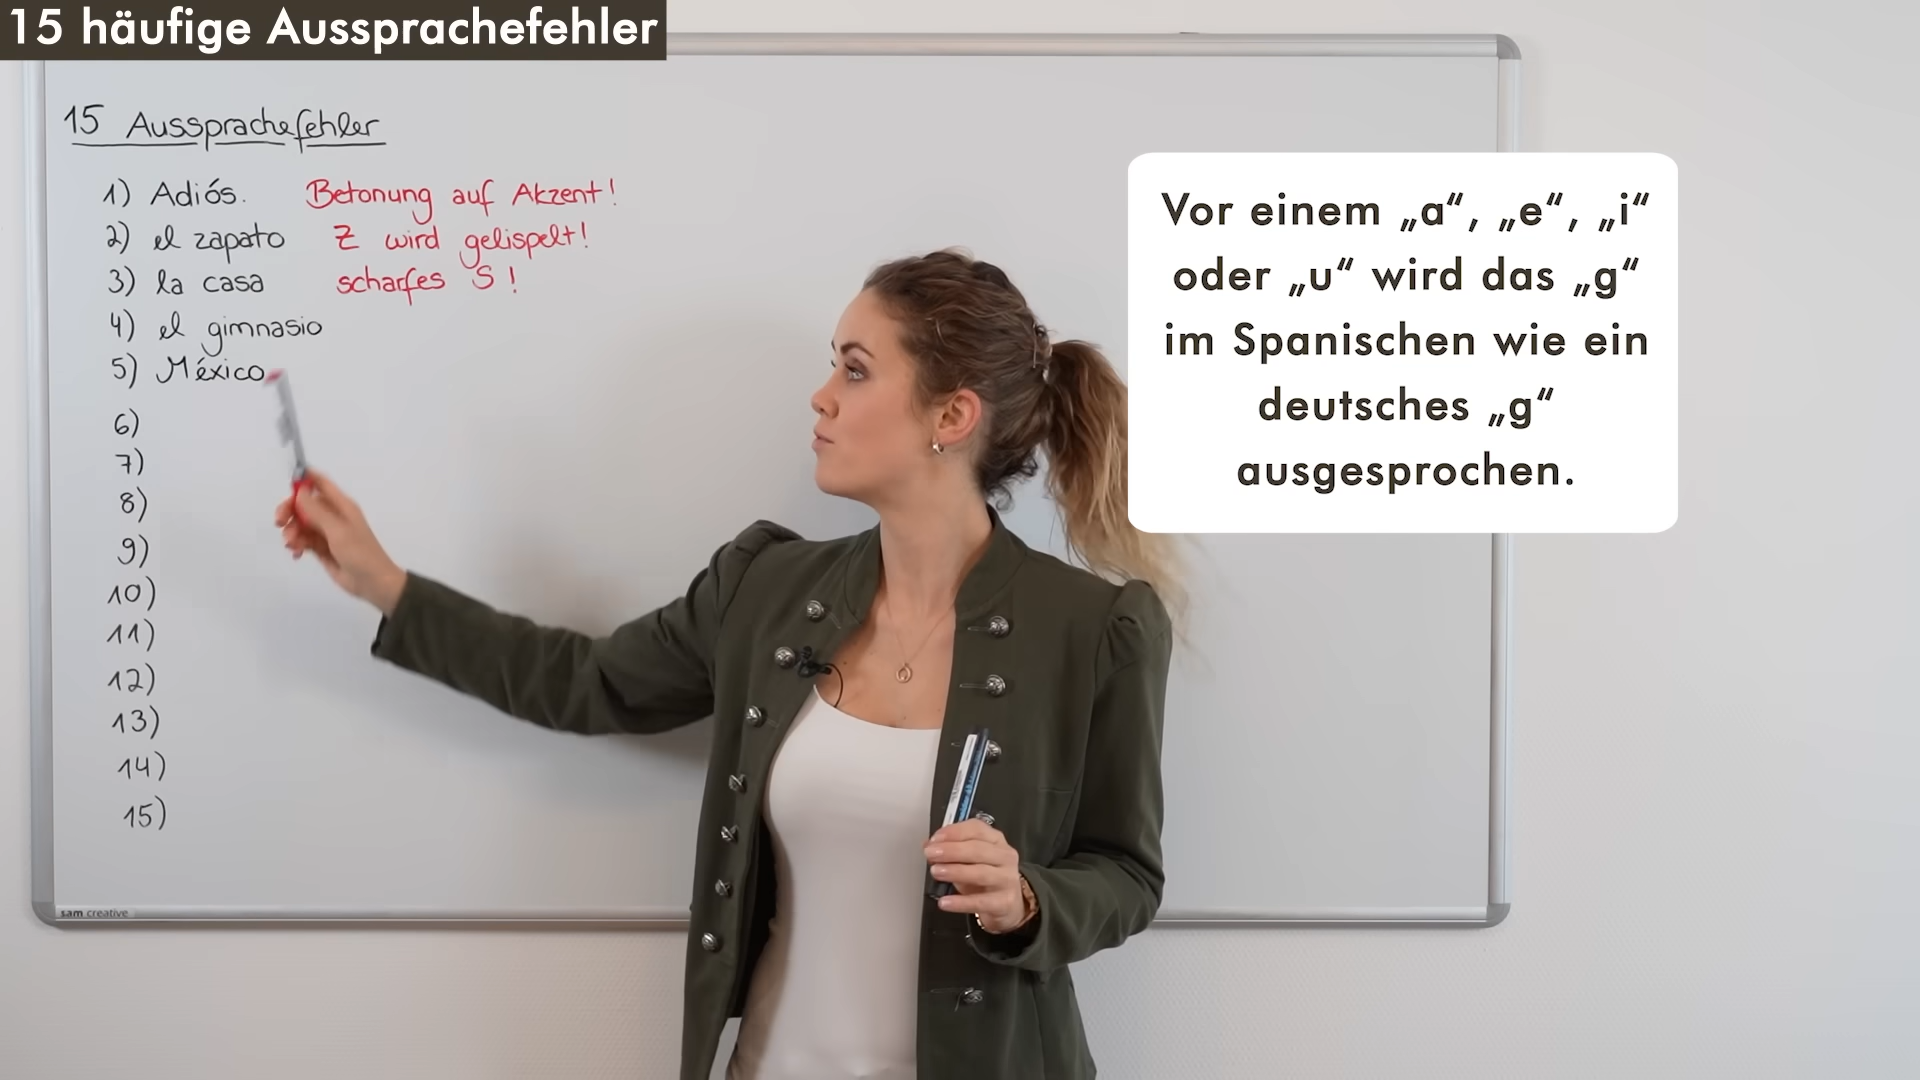 15 häufige Aussprachefehler
15 Aussprachefehler
1) Adiós. Betonung auf Akzent!
2) el zapato Z wird gelispelt!
3) la casa scharfes S!
4) el gimnasio
5) México
6)
7)
8)
9)
10)
11)
12)
13)
14)
15)
sam creative
Vor einem „a“, „e“, „i“
oder „u“ wird das „g“
im Spanischen wie ein
deutsches „g“
ausgesprochen.